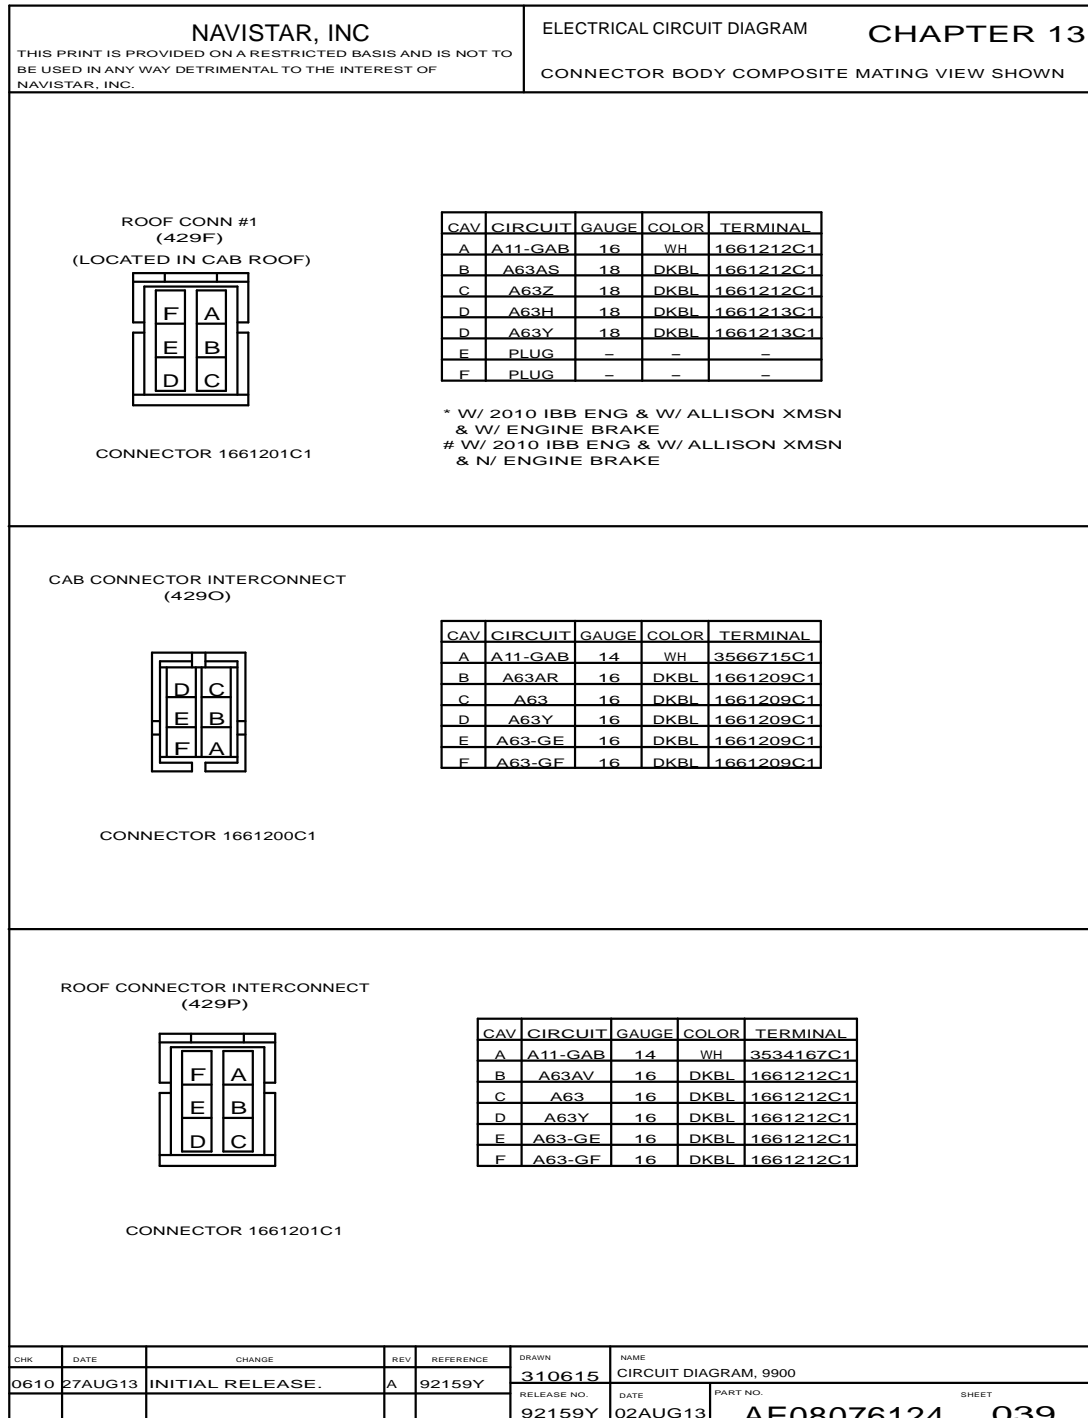 NAVISTAR, INC
THIS PRINT IS PROVIDED ON A RESTRICTED BASIS AND IS NOT TO
BE USED IN ANY WAY DETRIMENTAL TO THE INTEREST OF
NAVISTAR, INC.
ELECTRICAL CIRCUIT DIAGRAM CHAPTER 13
CONNECTOR BODY COMPOSITE MATING VIEW SHOWN
ROOF CONN #1
(429F)
(LOCATED IN CAB ROOF)
F A
E B
D C
CONNECTOR 1661201C1
CAV CIRCUIT GAUGE COLOR TERMINAL
A A11-GAB 16 WH 1661212C1
B A63AS 18 DKBL 1661212C1
C A63Z 18 DKBL 1661212C1
D A63H 18 DKBL 1661213C1
D A63Y 18 DKBL 1661213C1
E PLUG – – –
F PLUG – – –
* W/ 2010 IBB ENG & W/ ALLISON XMSN
& W/ ENGINE BRAKE
# W/ 2010 IBB ENG & W/ ALLISON XMSN
& N/ ENGINE BRAKE
CAB CONNECTOR INTERCONNECT
(429O)
D C
E B
F A
CONNECTOR 1661200C1
CAV CIRCUIT GAUGE COLOR TERMINAL
A A11-GAB 14 WH 3566715C1
B A63AR 16 DKBL 1661209C1
C A63 16 DKBL 1661209C1
D A63Y 16 DKBL 1661209C1
E A63-GE 16 DKBL 1661209C1
F A63-GF 16 DKBL 1661209C1
ROOF CONNECTOR INTERCONNECT
(429P)
F A
E B
D C
CONNECTOR 1661201C1
CAV CIRCUIT GAUGE COLOR TERMINAL
A A11-GAB 14 WH 3534167C1
B A63AV 16 DKBL 1661212C1
C A63 16 DKBL 1661212C1
D A63Y 16 DKBL 1661212C1
E A63-GE 16 DKBL 1661212C1
F A63-GF 16 DKBL 1661212C1
CHK DATE CHANGE REV REFERENCE
0610 27AUG13 INITIAL RELEASE. A 92159Y
DRAWN
310615
NAME
CIRCUIT DIAGRAM, 9900
RELEASE NO.
92159Y
DATE
02AUG13
PART NO.
AE08076124
SHEET
039